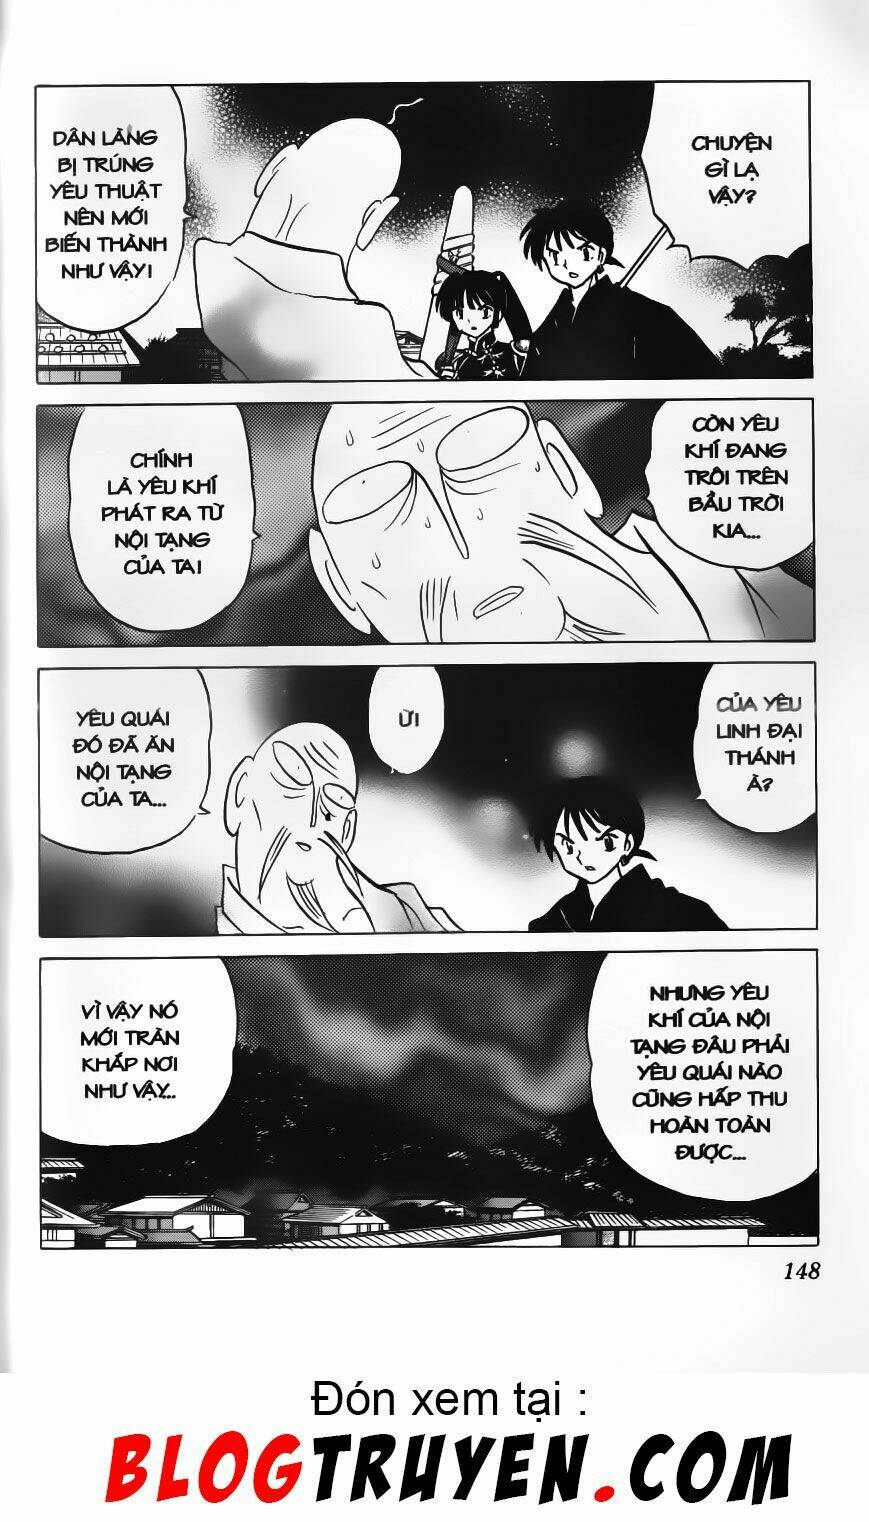 CHUYỆN
GÌ LẠ
VẬY?
DÂN LÀNG
BỊ TRÚNG
YÊU THUẬT
NÊN MỚI
BIẾN THÀNH
NHƯ VẬY!
CÒN YÊU
KHÍ ĐANG
TRÔI TRÊN
BẦU TRỜI
KIA...
CHÍNH
LÀ YÊU KHÍ
PHÁT RA TỪ
NỘI TẠNG
CỦA TA!
CỦA YÊU
LINH ĐẠI
THÁNH
À?
ỪI
YÊU QUÁI
ĐÓ ĐÃ ĂN
NỘI TẠNG
CỦA TA...
NHƯNG YÊU
KHÍ CỦA NỘI
TẠNG ĐÂU PHẢI
YÊU QUÁI NÀO
CŨNG HẤP THU
HOÀN TOÀN
ĐƯỢC...
VÌ VẬY NÓ
MỚI TRÀN
KHẮP NƠI
NHƯ VẬY...
148
Đón xem tại :
BLOGTRUYEN.COM